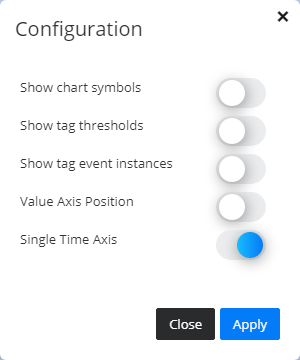 Configuration
Show chart symbols
Show tag thresholds
Show tag event instances
Value Axis Position
Single Time Axis
Close Apply